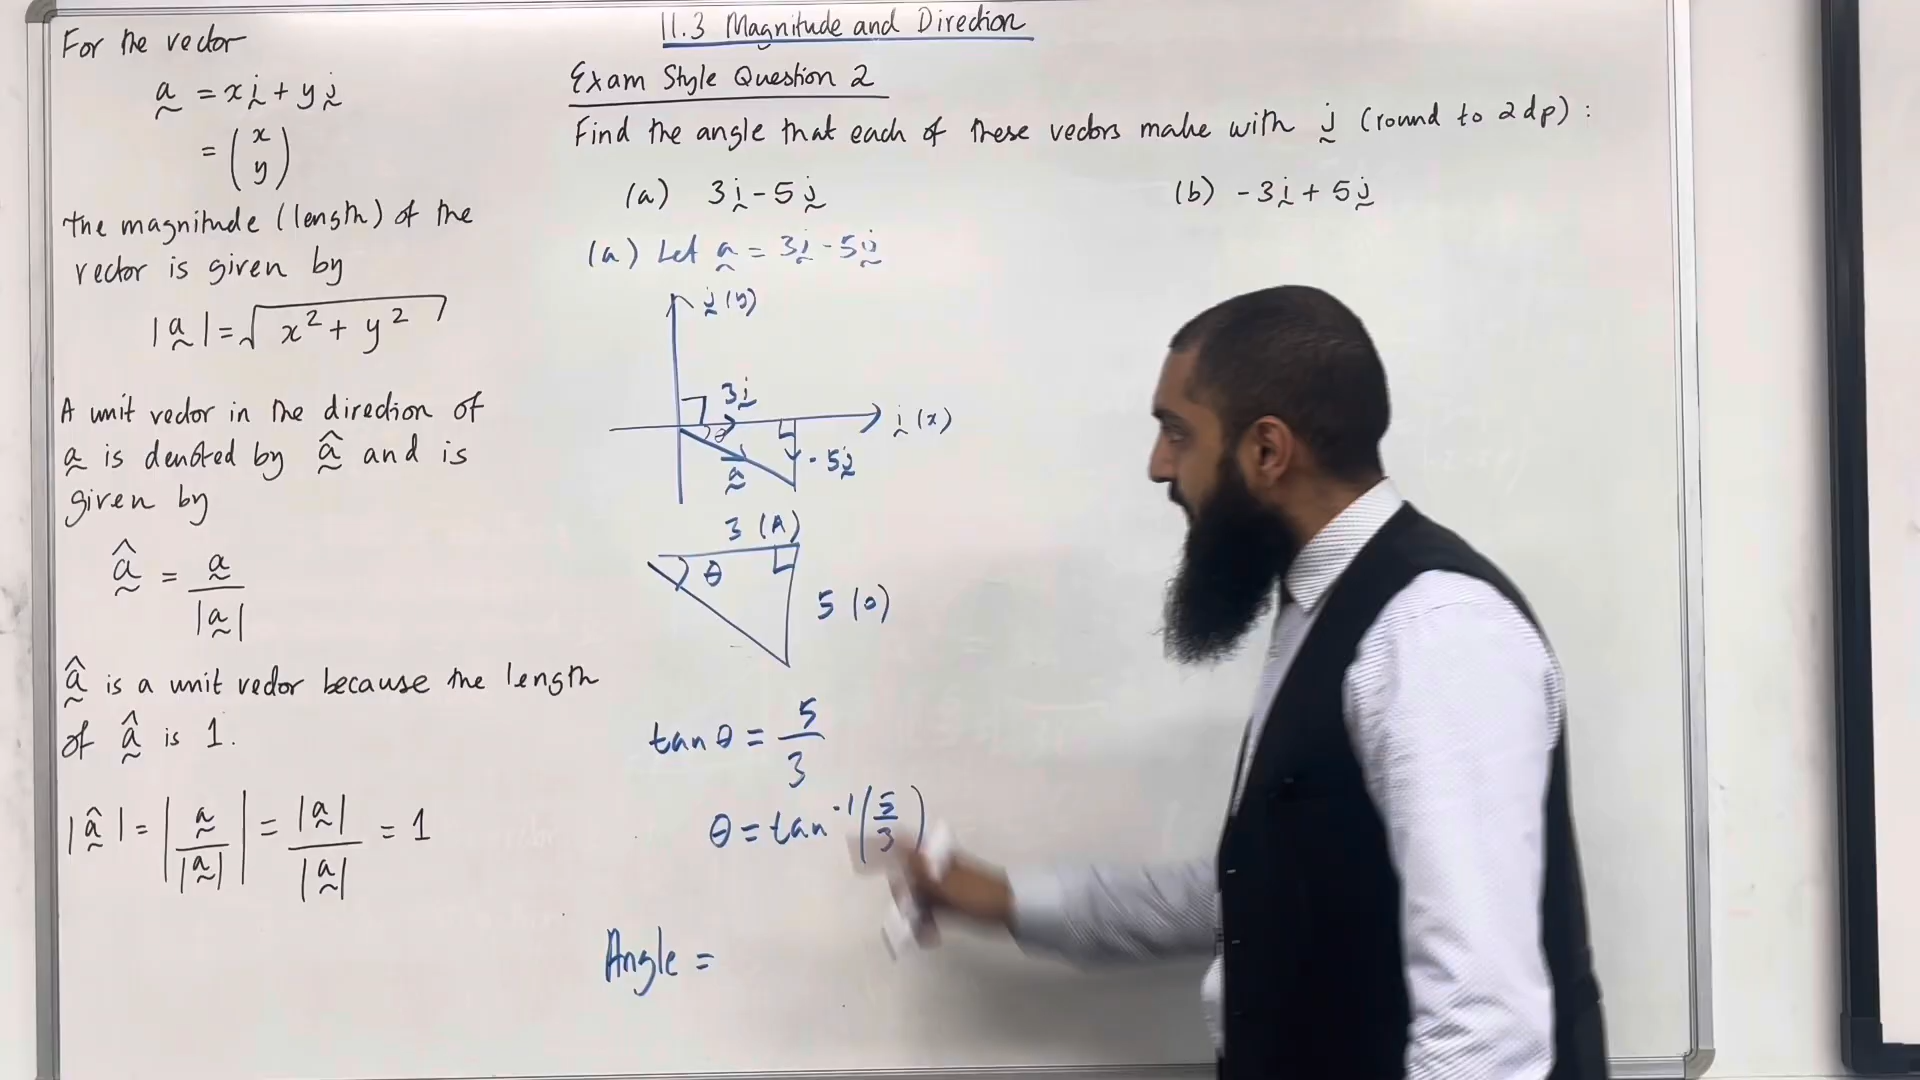 For the vector
a = xi + yj
= (x
y)
the magnitude (length) of the
vector is given by
|a| = √x² + y²
A unit vector in the direction of
a is denoted by â and is
given by
â = a
|a|
â is a unit vector because the length
of â is 1.
|â| = |a/|a|| = |a|/|a| = 1
11.3 Magnitude and Direction
Exam Style Question 2
Find the angle that each of these vectors make with j (round to 2dp):
(a) 3i - 5j
(b) -3i + 5j
(a) Let a = 3i - 5j
j (y)
3i
i (x)
θ
-5j
a
3 (A)
θ
5 (O)
tan θ = 5/3
θ = tan⁻¹(5/3)
Angle =